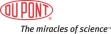 DUPONT
The miracles of science™